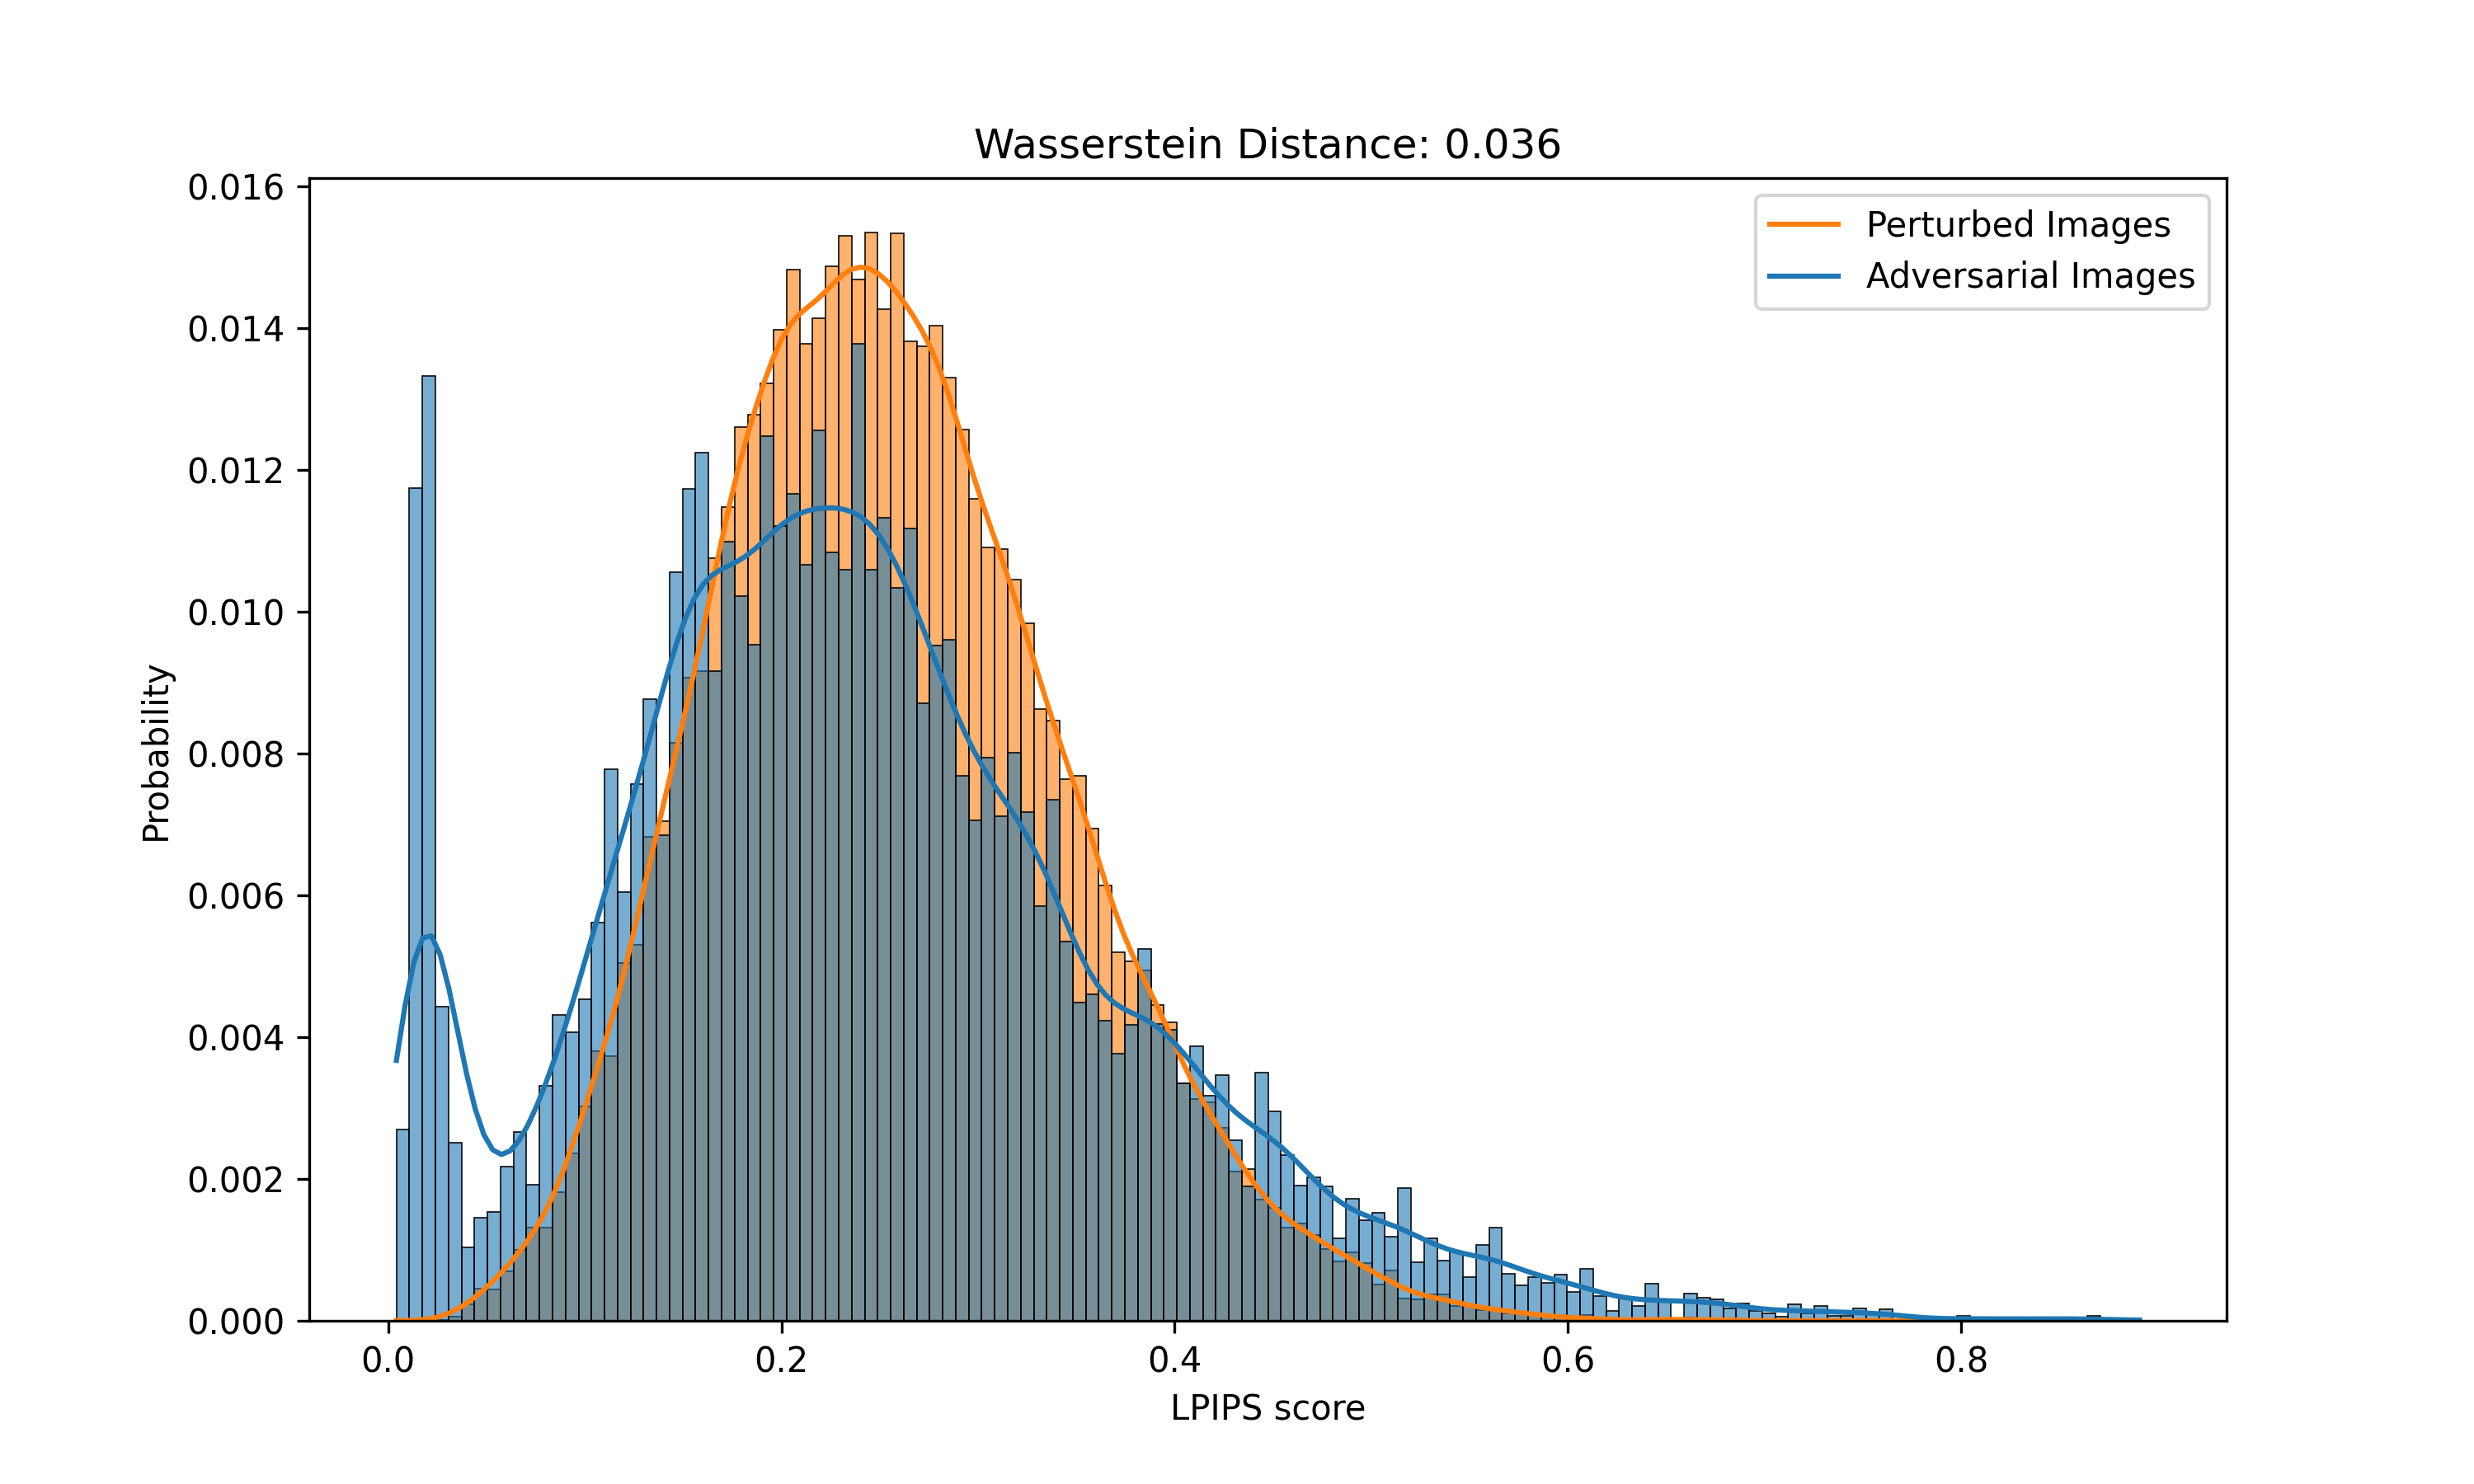 Wasserstein Distance: 0.036
Perturbed Images
Adversarial Images
0.016
0.014
0.012
0.010
0.008
0.006
0.004
0.002
0.000
Probability
0.0
0.2
0.4
0.6
0.8
LPIPS score